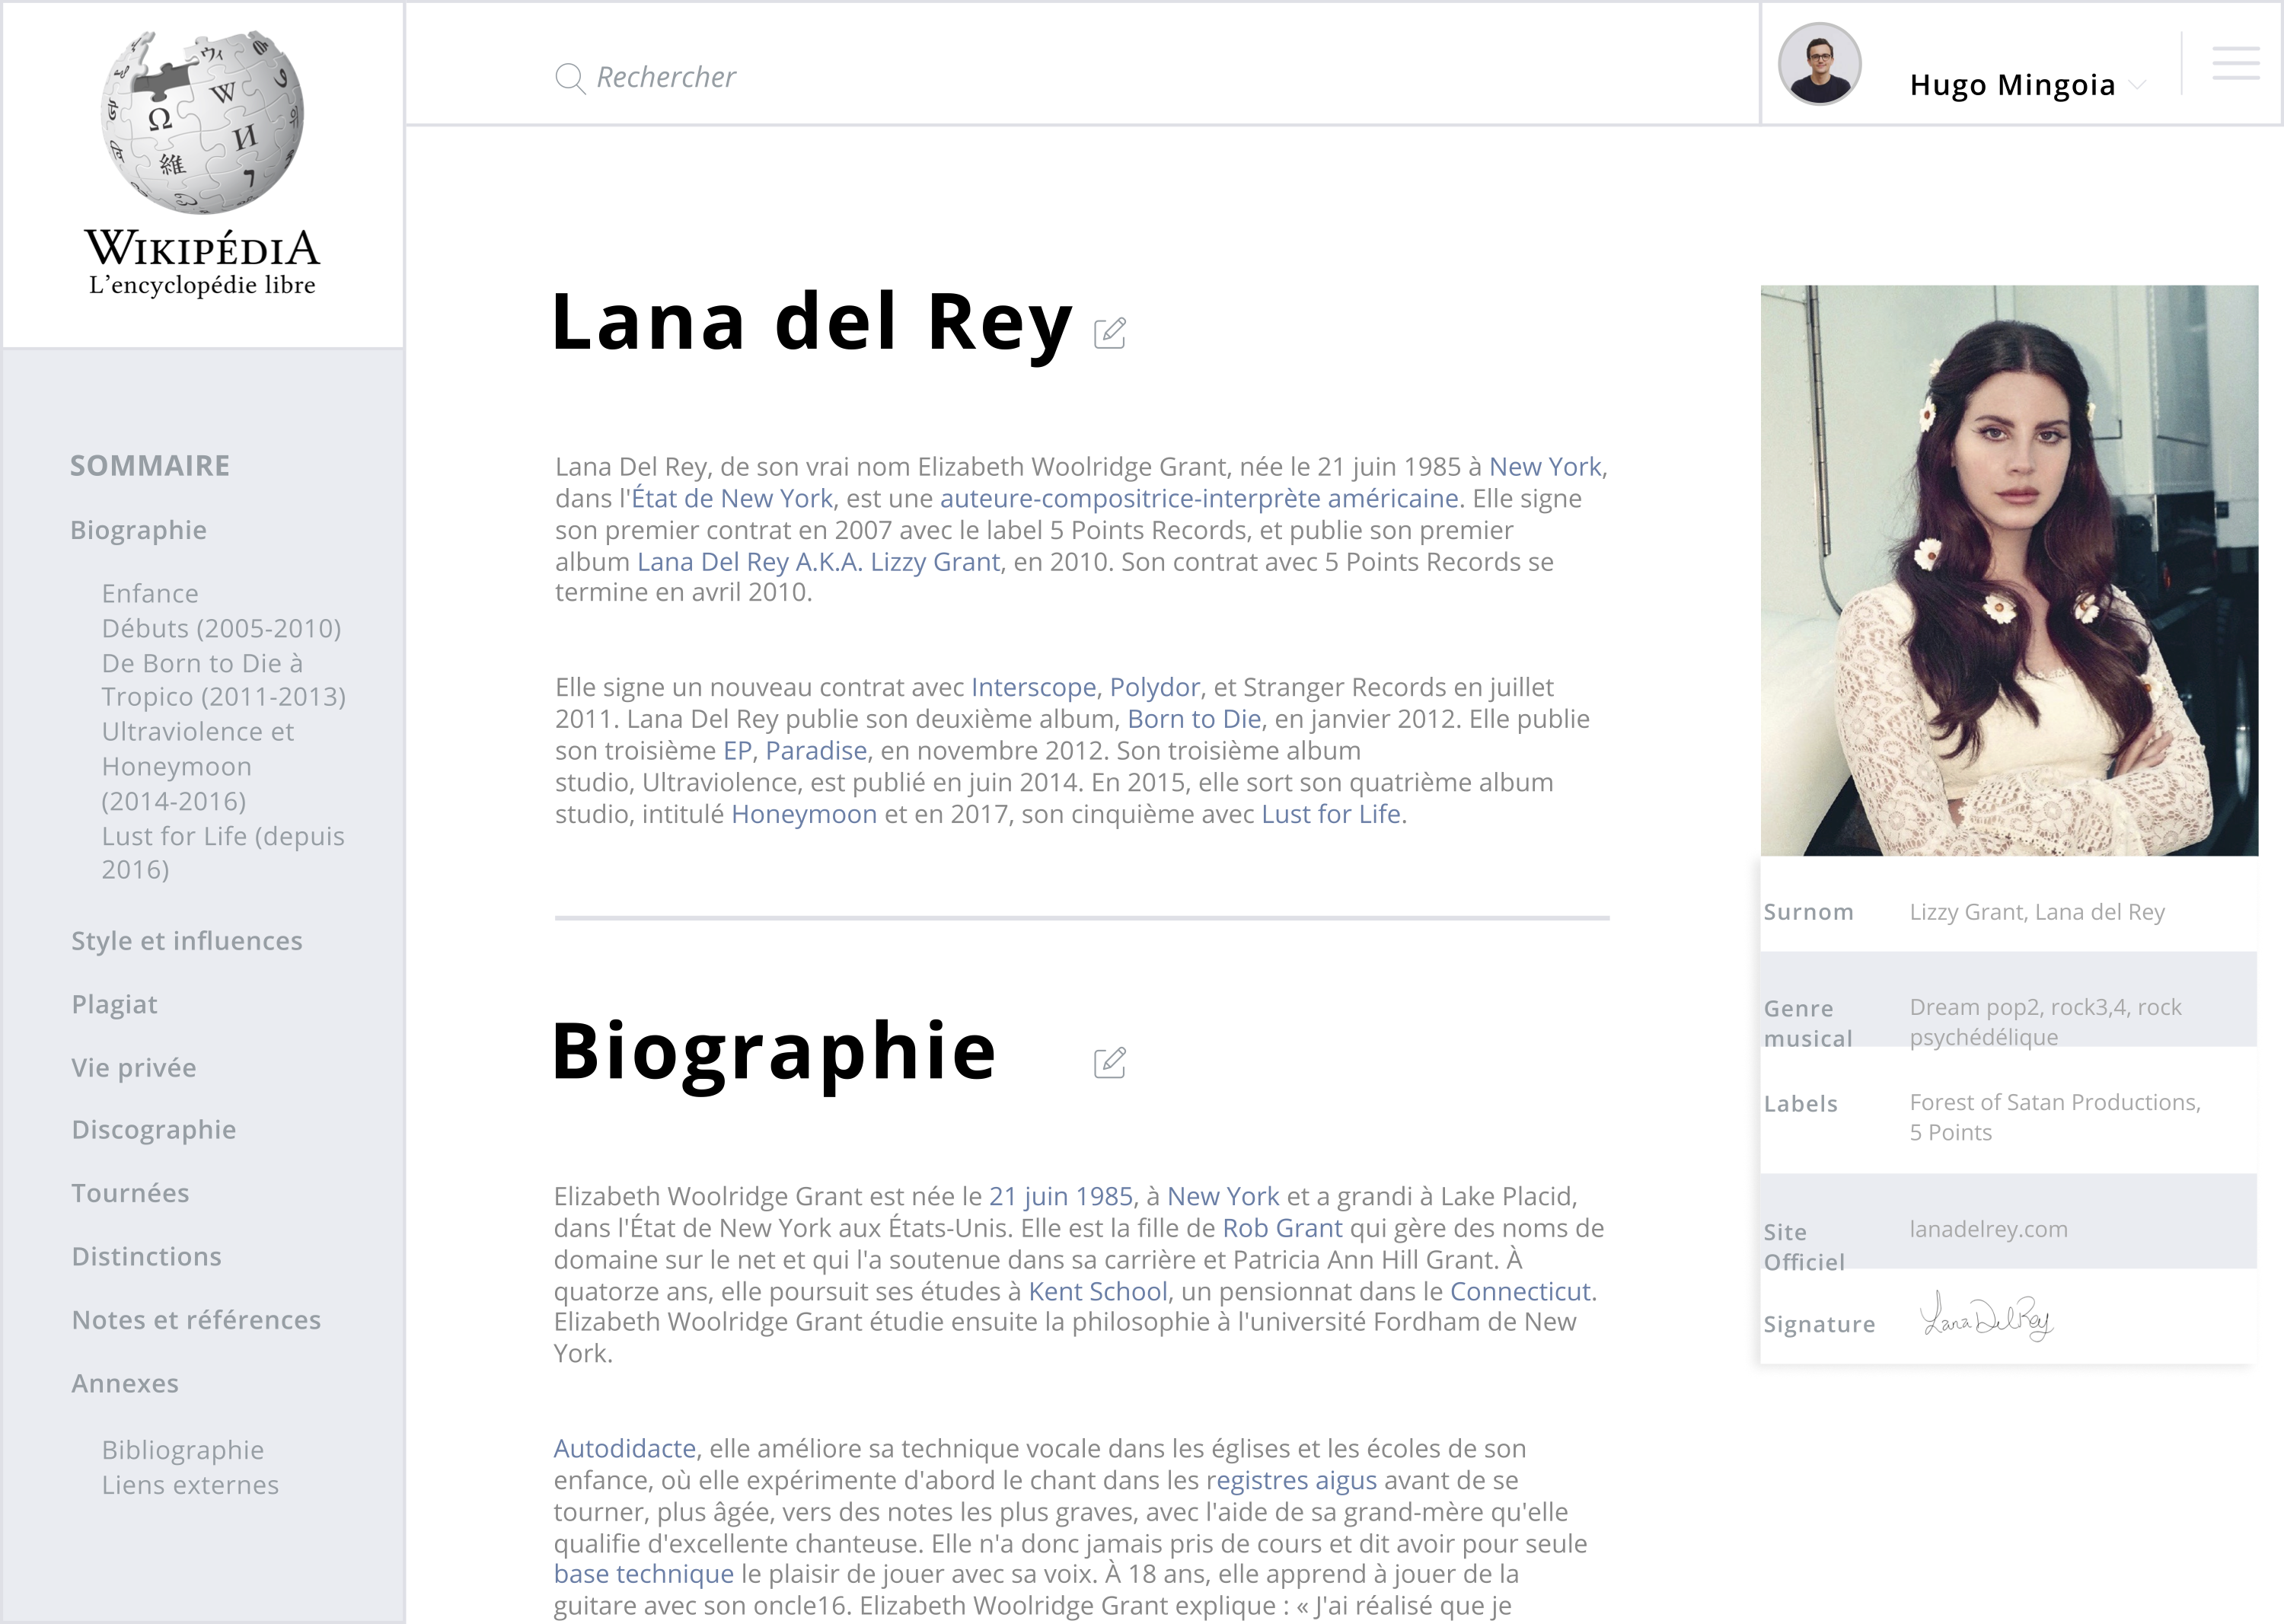 WIKIPÉDIA
L'encyclopédie libre
Rechercher
Hugo Mingoia
SOMMAIRE
Biographie
Enfance
Débuts (2005-2010)
De Born to Die à
Tropico (2011-2013)
Ultraviolence et
Honeymoon
(2014-2016)
Lust for Life (depuis
2016)
Style et influences
Plagiat
Vie privée
Discographie
Tournées
Distinctions
Notes et références
Annexes
Bibliographie
Liens externes
Lana del Rey
Lana Del Rey, de son vrai nom Elizabeth Woolridge Grant, née le 21 juin 1985 à New York,
dans l'État de New York, est une auteure-compositrice-interprète américaine. Elle signe
son premier contrat en 2007 avec le label 5 Points Records, et publie son premier
album Lana Del Rey A.K.A. Lizzy Grant, en 2010. Son contrat avec 5 Points Records se
termine en avril 2010.
Elle signe un nouveau contrat avec Interscope, Polydor, et Stranger Records en juillet
2011. Lana Del Rey publie son deuxième album, Born to Die, en janvier 2012. Elle publie
son troisième EP, Paradise, en novembre 2012. Son troisième album
studio, Ultraviolence, est publié en juin 2014. En 2015, elle sort son quatrième album
studio, intitulé Honeymoon et en 2017, son cinquième avec Lust for Life.
Biographie
Elizabeth Woolridge Grant est née le 21 juin 1985, à New York et a grandi à Lake Placid,
dans l'État de New York aux États-Unis. Elle est la fille de Rob Grant qui gère des noms de
domaine sur le net et qui l'a soutenue dans sa carrière et Patricia Ann Hill Grant. À
quatorze ans, elle poursuit ses études à Kent School, un pensionnat dans le Connecticut.
Elizabeth Woolridge Grant étudie ensuite la philosophie à l'université Fordham de New
York.
Autodidacte, elle améliore sa technique vocale dans les églises et les écoles de son
enfance, où elle expérimente d'abord le chant dans les registres aigus avant de se
tourner, plus âgée, vers des notes les plus graves, avec l'aide de sa grand-mère qu'elle
qualifie d'excellente chanteuse. Elle n'a donc jamais pris de cours et dit avoir pour seule
base technique le plaisir de jouer avec sa voix. À 18 ans, elle apprend à jouer de la
guitare avec son oncle16. Elizabeth Woolridge Grant explique : « J'ai réalisé que je
Surnom Lizzy Grant, Lana del Rey
Genre Dream pop2, rock3,4, rock
musical psychédélique
Labels Forest of Satan Productions,
5 Points
Site lanadelrey.com
Officiel
Signature Lana Del Rey